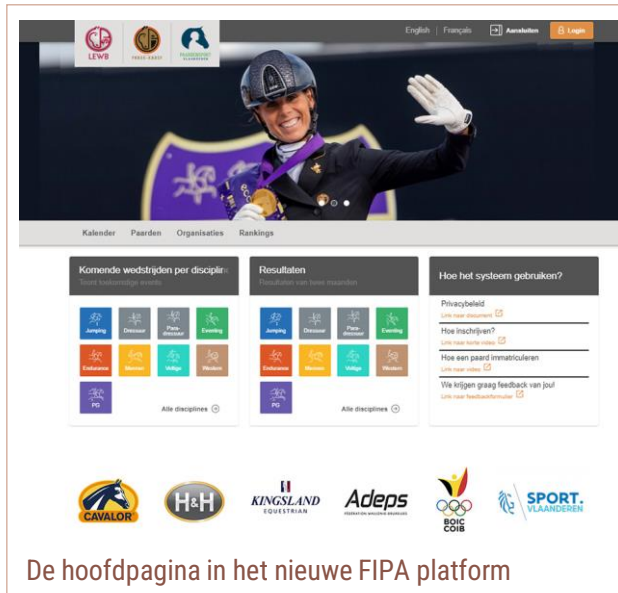 English | Français Aansluiten Login
LEWB
PAARDENSPORT
VLAANDEREN
Kalender Paarden Organisaties Rankings
Komende wedstrijden per discipline
Toont toekomstige events
Jumping Dressuur Para-dressuur Eventing
Endurance Mennen Voltige Western
PG
Alle disciplines
Resultaten
Resultaten van twee maanden
Jumping Dressuur Para-dressuur Eventing
Endurance Mennen Voltige Western
PG
Alle disciplines
Hoe het systeem gebruiken?
Privacybeleid
Link naar document
Hoe inschrijven?
Link naar korte video
Hoe een paard immatriculeren
Link naar video
We krijgen graag feedback van jou!
Link naar feedbackformulier
CAVALOR
H&H
KINGSLAND
EQUESTRIAN
Adeps
BOIC
COIB
SPORT.
VLAANDEREN
De hoofdpagina in het nieuwe FIPA platform